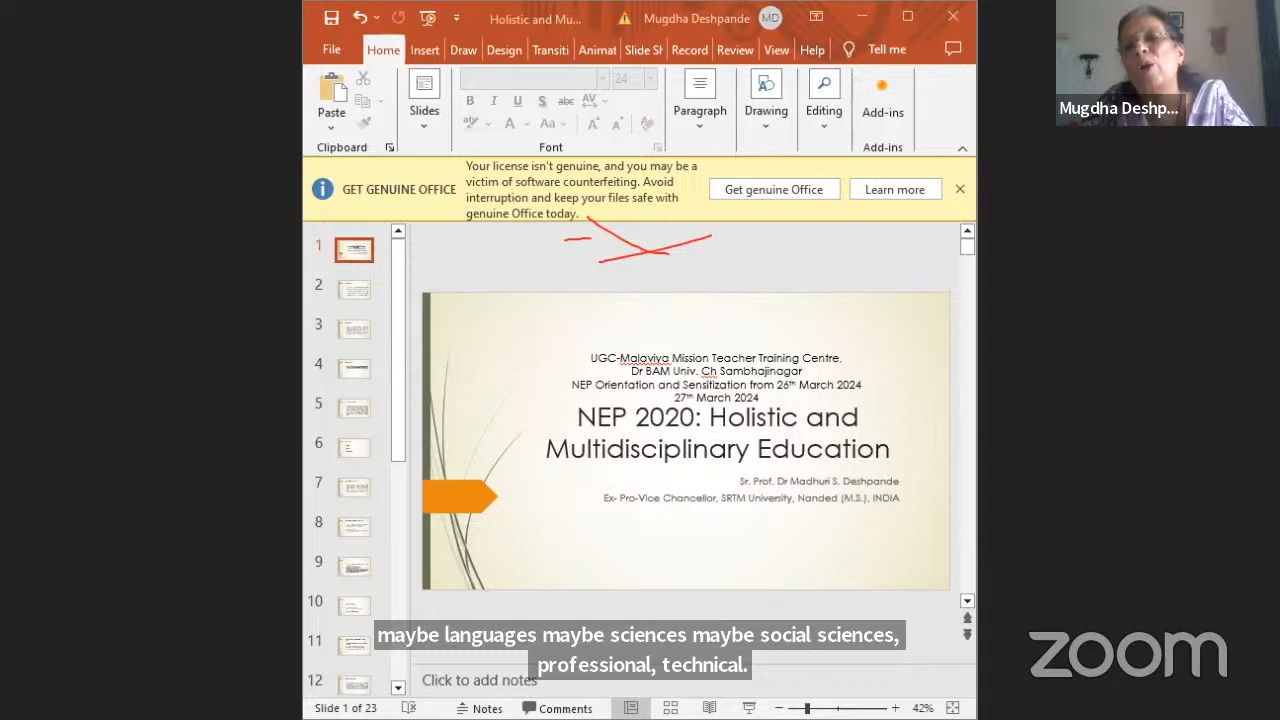 Holistic and Mu...
Mugdha Deshpande
MD
File
Home
Insert
Draw
Design
Transiti
Animat
Slide Sh
Record
Review
View
Help
Tell me
24
Paste
Slides
B I U S abc AV
A Aa A A
Paragraph
Drawing
Editing
Add-ins
Clipboard
Font
Add-ins
GET GENUINE OFFICE
Your license isn't genuine, and you may be a
victim of software counterfeiting. Avoid
interruption and keep your files safe with
genuine Office today.
Get genuine Office
Learn more
1
2
3
4
5
6
7
8
9
10
11
12
UGC-Malaviya Mission Teacher Training Centre,
Dr BAM Univ. Ch Sambhajinagar
NEP Orientation and Sensitization from 26th March 2024
27th March 2024
NEP 2020: Holistic and
Multidisciplinary Education
Sr. Prof. Dr Madhuri S. Deshpande
Ex- Pro-Vice Chancellor, SRTM University, Nanded (M.S.), INDIA
maybe languages maybe sciences maybe social sciences,
professional, technical.
Click to add notes
Slide 1 of 23
Notes
Comments
42%
Mugdha Deshp...
zoom